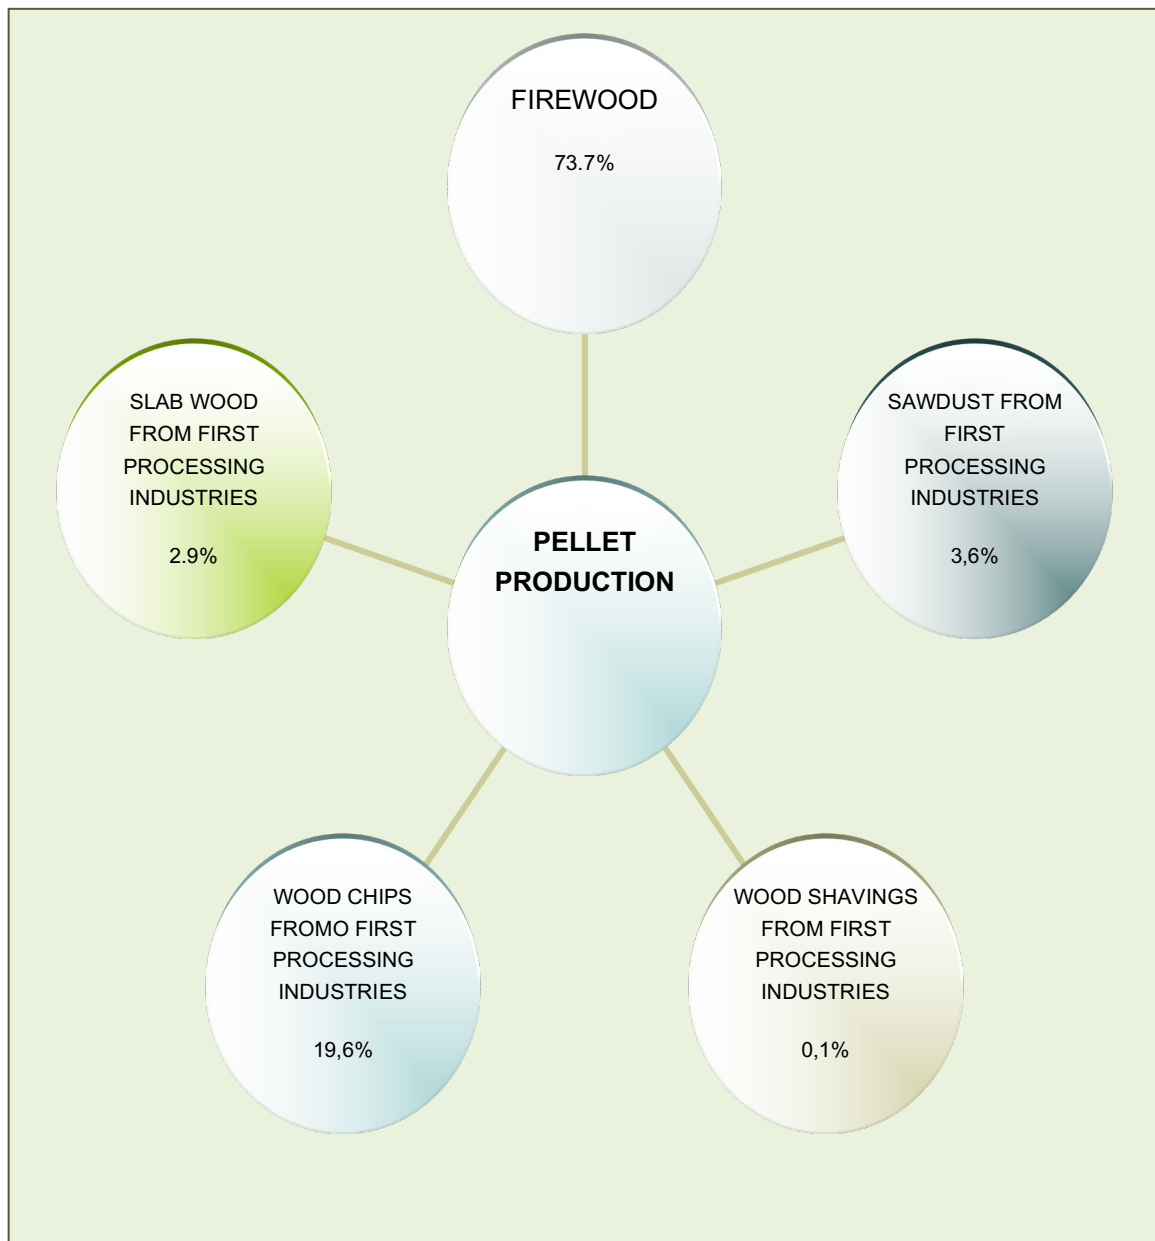 FIREWOOD
73.7%
SLAB WOOD
FROM FIRST
PROCESSING
INDUSTRIES
2.9%
SAWDUST FROM
FIRST
PROCESSING
INDUSTRIES
3,6%
PELLET
PRODUCTION
WOOD CHIPS
FROMO FIRST
PROCESSING
INDUSTRIES
19,6%
WOOD SHAVINGS
FROM FIRST
PROCESSING
INDUSTRIES
0,1%